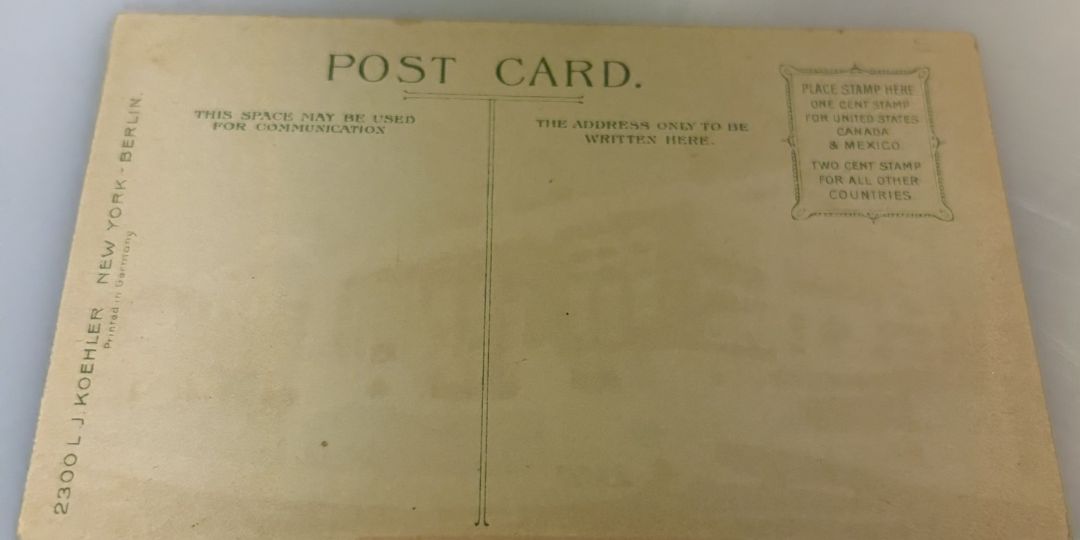 POST CARD.
THIS SPACE MAY BE USED
FOR COMMUNICATION
THE ADDRESS ONLY TO BE
WRITTEN HERE.
PLACE STAMP HERE
ONE CENT STAMP
FOR UNITED STATES
CANADA
& MEXICO.
TWO CENT STAMP
FOR ALL OTHER
COUNTRIES
2300 L. J. KOEHLER NEW YORK - BERLIN.
Printed in Germany